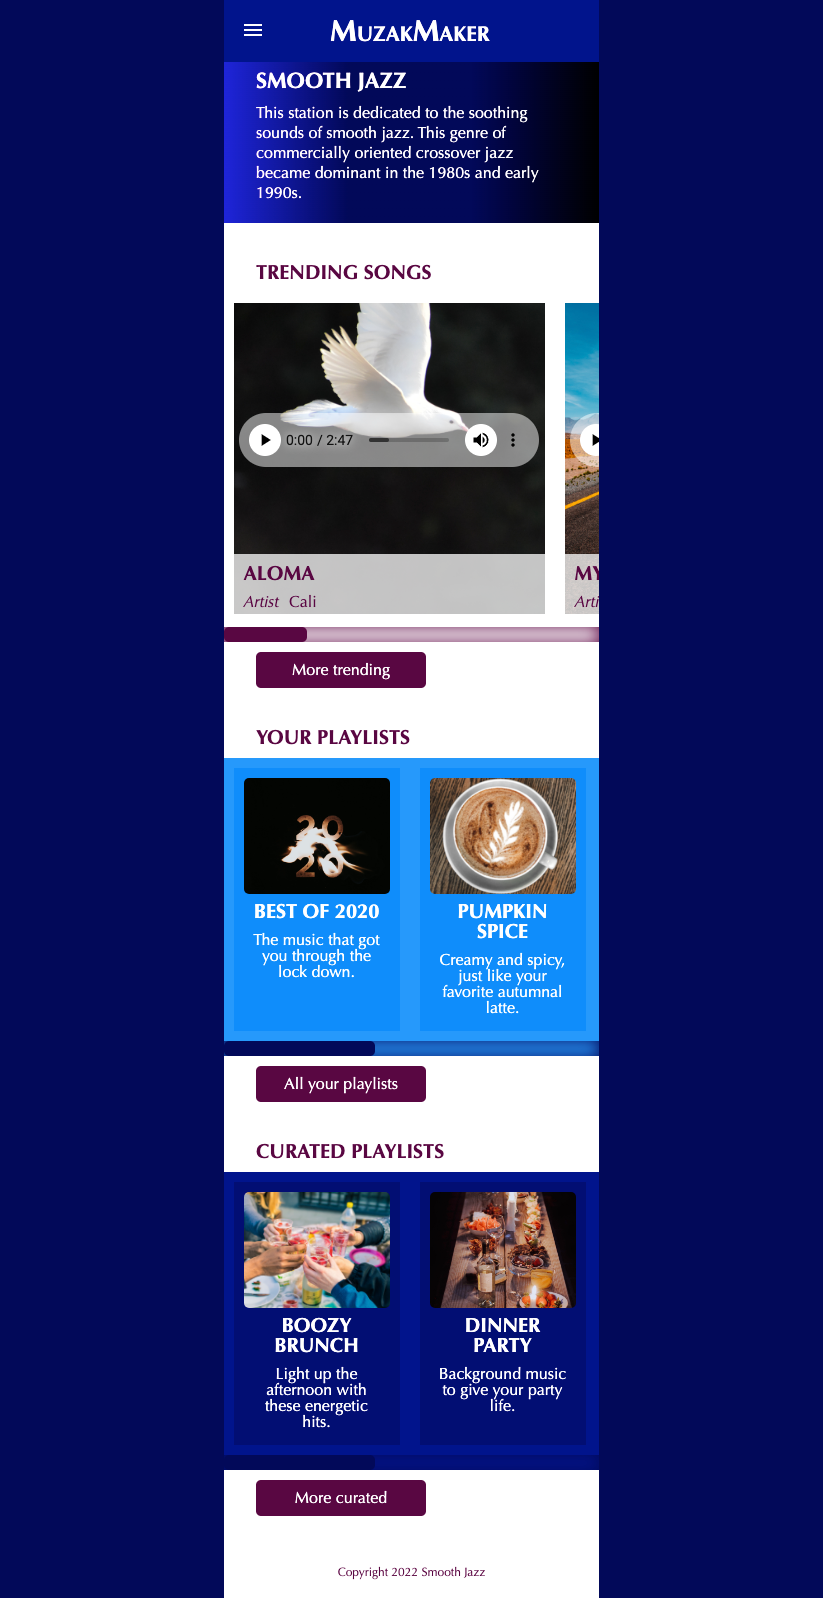 MuzakMaker
SMOOTH JAZZ
This station is dedicated to the soothing
sounds of smooth jazz. This genre of
commercially oriented crossover jazz
became dominant in the 1980s and early
1990s.
TRENDING SONGS
0:00 / 2:47
ALOMA
MY
Artist Cali
Arti
More trending
YOUR PLAYLISTS
20
20
BEST OF 2020
The music that got
you through the
lock down.
PUMPKIN
SPICE
Creamy and spicy,
just like your
favorite autumnal
latte.
All your playlists
CURATED PLAYLISTS
BOOZY
BRUNCH
Light up the
afternoon with
these energetic
hits.
DINNER
PARTY
Background music
to give your party
life.
More curated
Copyright 2022 Smooth Jazz